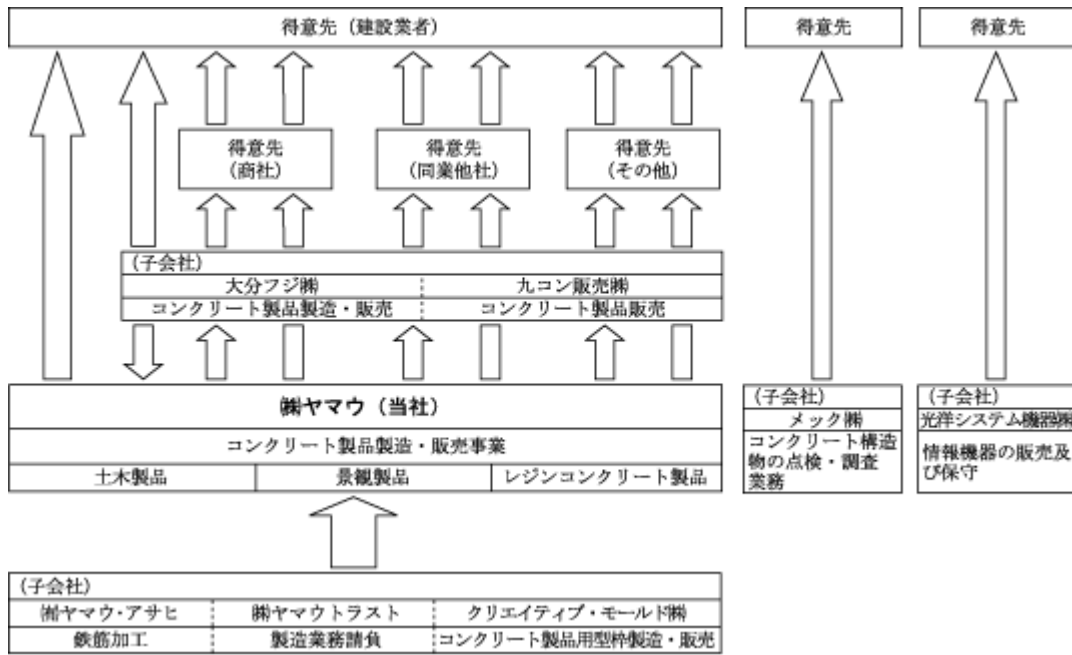 得意先（建設業者）
得意先
得意先
得意先
（商社）
得意先
（同業他社）
得意先
（その他）
（子会社）
大分フジ㈱
九コン販売㈱
コンクリート製品製造・販売
コンクリート製品販売
㈱ヤマウ（当社）
コンクリート製品製造・販売事業
土木製品
景観製品
レジンコンクリート製品
（子会社）
メック㈱
コンクリート構造
物の点検・調査
業務
（子会社）
光洋システム機器㈱
情報機器の販売及
び保守
（子会社）
㈲ヤマウ・アサヒ
㈱ヤマウトラスト
クリエイティブ・モールド㈱
鉄筋加工
製造業務請負
コンクリート製品用型枠製造・販売